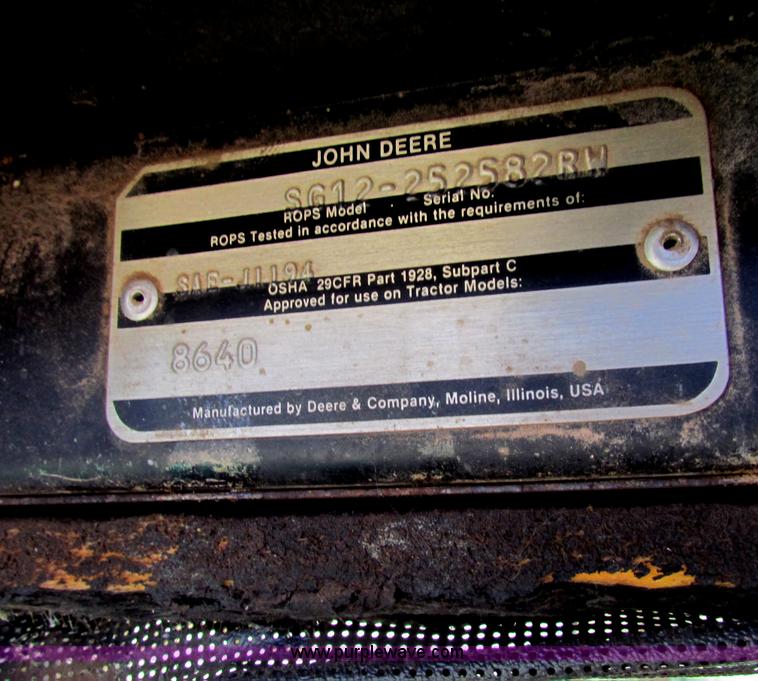 JOHN DEERE
SG12-252582RW
ROPS Model . Serial No.
ROPS Tested in accordance with the requirements of:
SAE-J1194
OSHA 29CFR Part 1928, Subpart C
Approved for use on Tractor Models:
8640
Manufactured by Deere & Company, Moline, Illinois, USA
www.purplewave.com